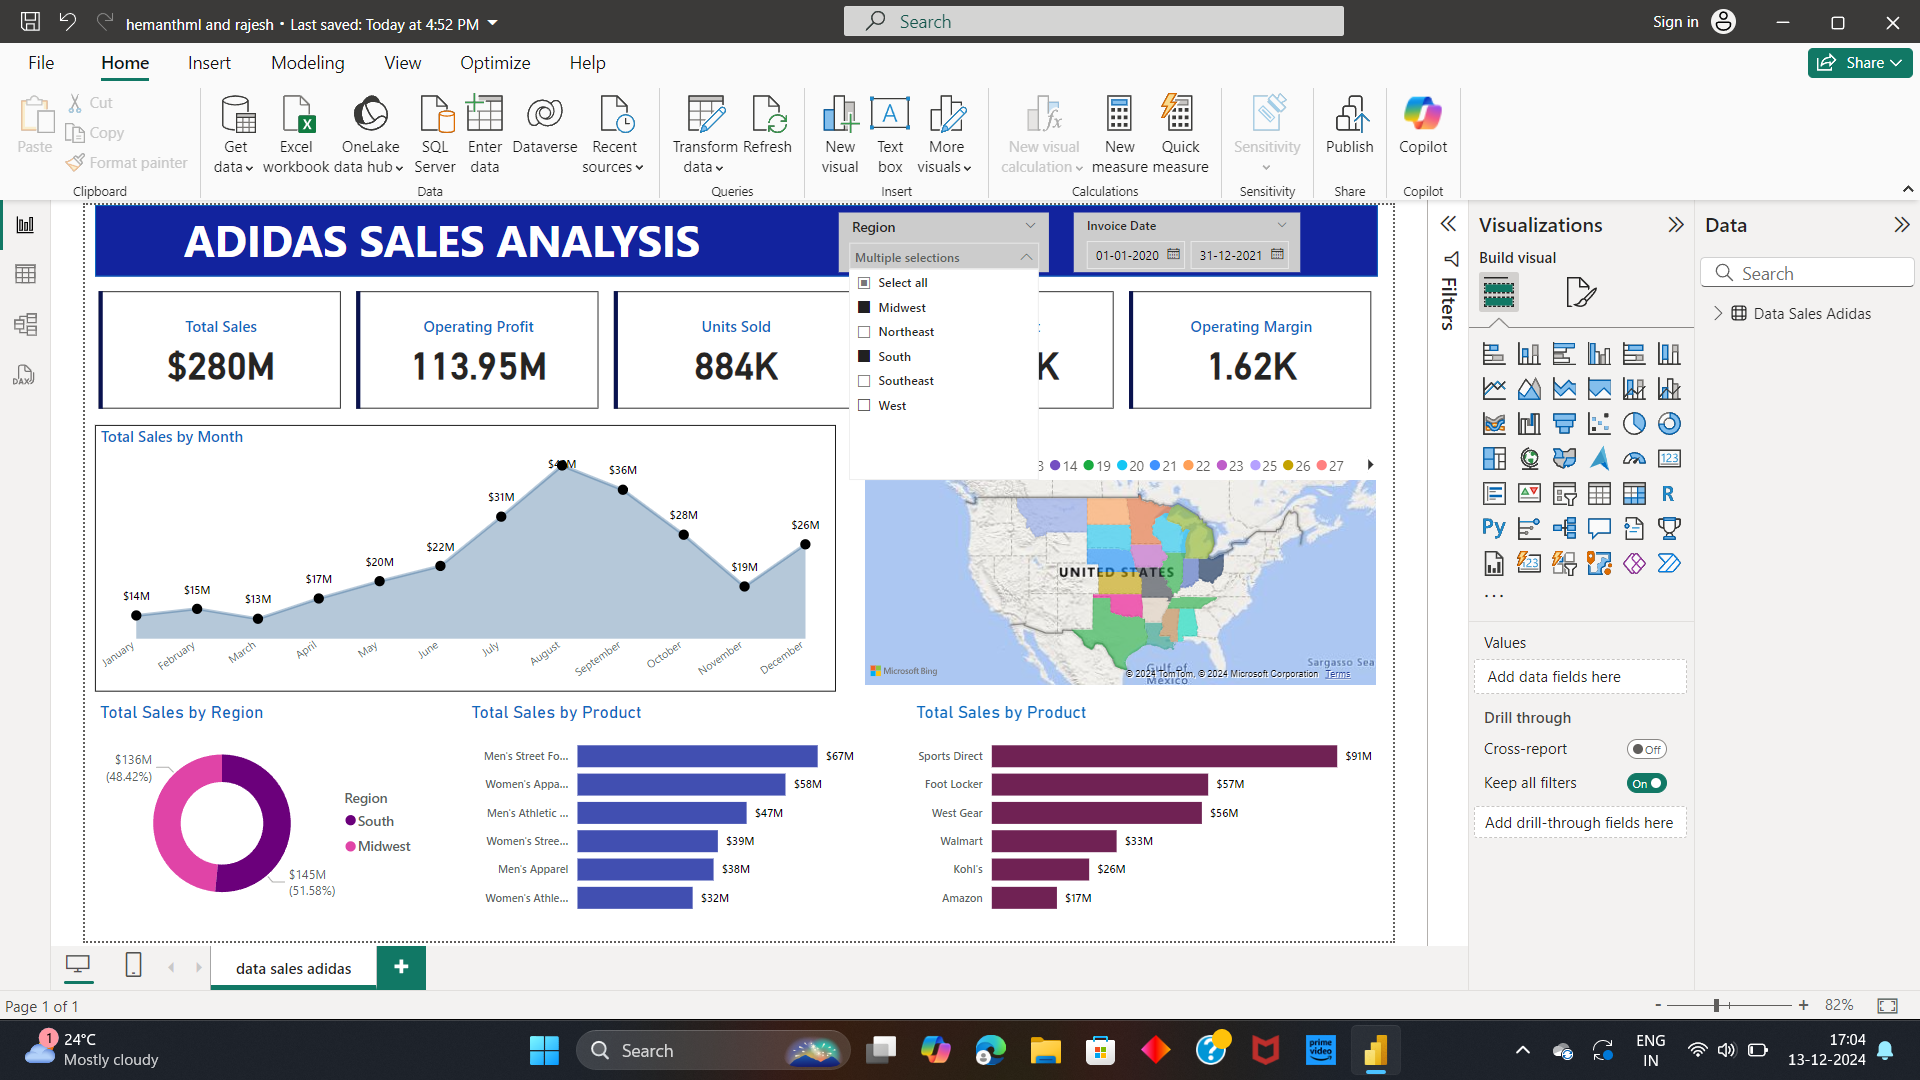 hemanthml and rajesh • Last saved: Today at 4:52 PM
Search
Sign in
File
Home
Insert
Modeling
View
Optimize
Help
Share
Paste
Cut
Copy
Format painter
Clipboard
Get data
Excel workbook
OneLake data hub
SQL Server
Enter data
Dataverse
Recent sources
Data
Transform data
Refresh
Queries
New visual
Text box
More visuals
Insert
New visual calculation
New measure
Quick measure
Calculations
Sensitivity
Sensitivity
Publish
Share
Copilot
Copilot
ADIDAS SALES ANALYSIS
Region
Multiple selections
Select all
Midwest
Northeast
South
Southeast
West
Invoice Date
01-01-2020
31-12-2021
Total Sales
$280M
Operating Profit
113.95M
Units Sold
884K
K
Operating Margin
1.62K
Total Sales by Month
$14M
$15M
$13M
$17M
$20M
$22M
$31M
$36M
$28M
$19M
$26M
January
February
March
April
May
June
July
August
September
October
November
December
3 14 19 20 21 22 23 25 26 27
UNITED STATES
Gulf of
Mexico
Sargasso Sea
Microsoft Bing
© 2024 TomTom, © 2024 Microsoft Corporation Terms
Total Sales by Region
$136M
(48.42%)
$145M
(51.58%)
Region
South
Midwest
Total Sales by Product
Men's Street Fo... $67M
Women's Appa... $58M
Men's Athletic ... $47M
Women's Stree... $39M
Men's Apparel $38M
Women's Athle... $32M
Total Sales by Product
Sports Direct $91M
Foot Locker $57M
West Gear $56M
Walmart $33M
Kohl's $26M
Amazon $17M
Filters
Visualizations
Build visual
Values
Add data fields here
Drill through
Cross-report
Off
Keep all filters
On
Add drill-through fields here
Data
Search
Data Sales Adidas
data sales adidas
Page 1 of 1
- + 82%
1
24°C
Mostly cloudy
Search
prime video
ENG
IN
17:04
13-12-2024